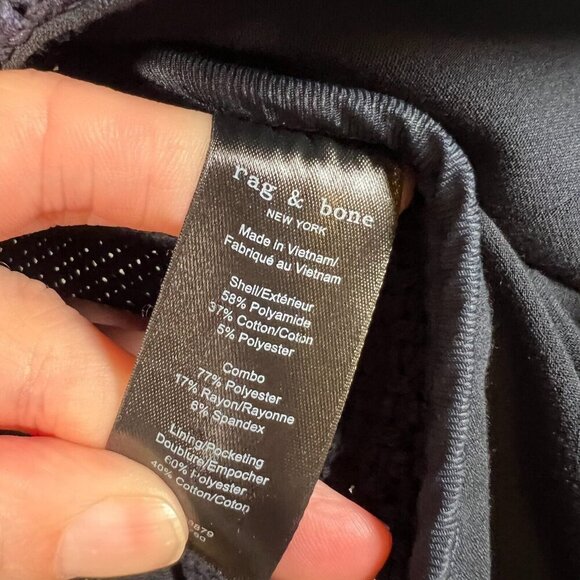 rag & bone
NEW YORK
Made in Vietnam/
Fabriqué au Vietnam
Shell/Extérieur
58% Polyamide
37% Cotton/Coton
5% Polyester
Combo
77% Polyester
17% Rayon/Rayonne
6% Spandex
Lining/Pocketing
Doublure/Empocher
60% Polyester
40% Cotton/Coton